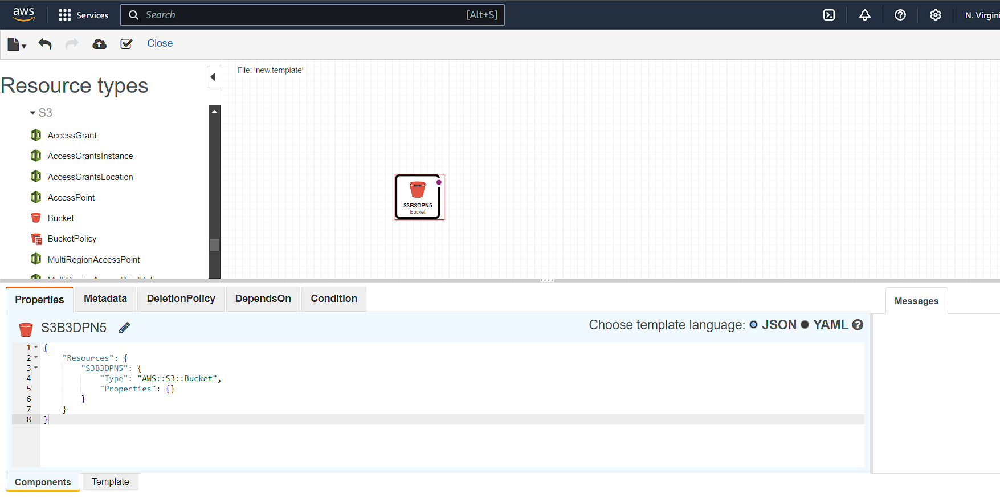 aws
Services
Search
[Alt+S]
N. Virgini
Close
File: 'new.template'
Resource types
S3
AccessGrant
AccessGrantsInstance
AccessGrantsLocation
AccessPoint
Bucket
BucketPolicy
MultiRegionAccessPoint
S3B3DPN5
Bucket
Properties
Metadata
DeletionPolicy
DependsOn
Condition
Messages
S3B3DPN5
Choose template language: JSON YAML
1 {
2 "Resources": {
3 "S3B3DPN5": {
4 "Type": "AWS::S3::Bucket",
5 "Properties": {}
6 }
7 }
8 }
Components
Template